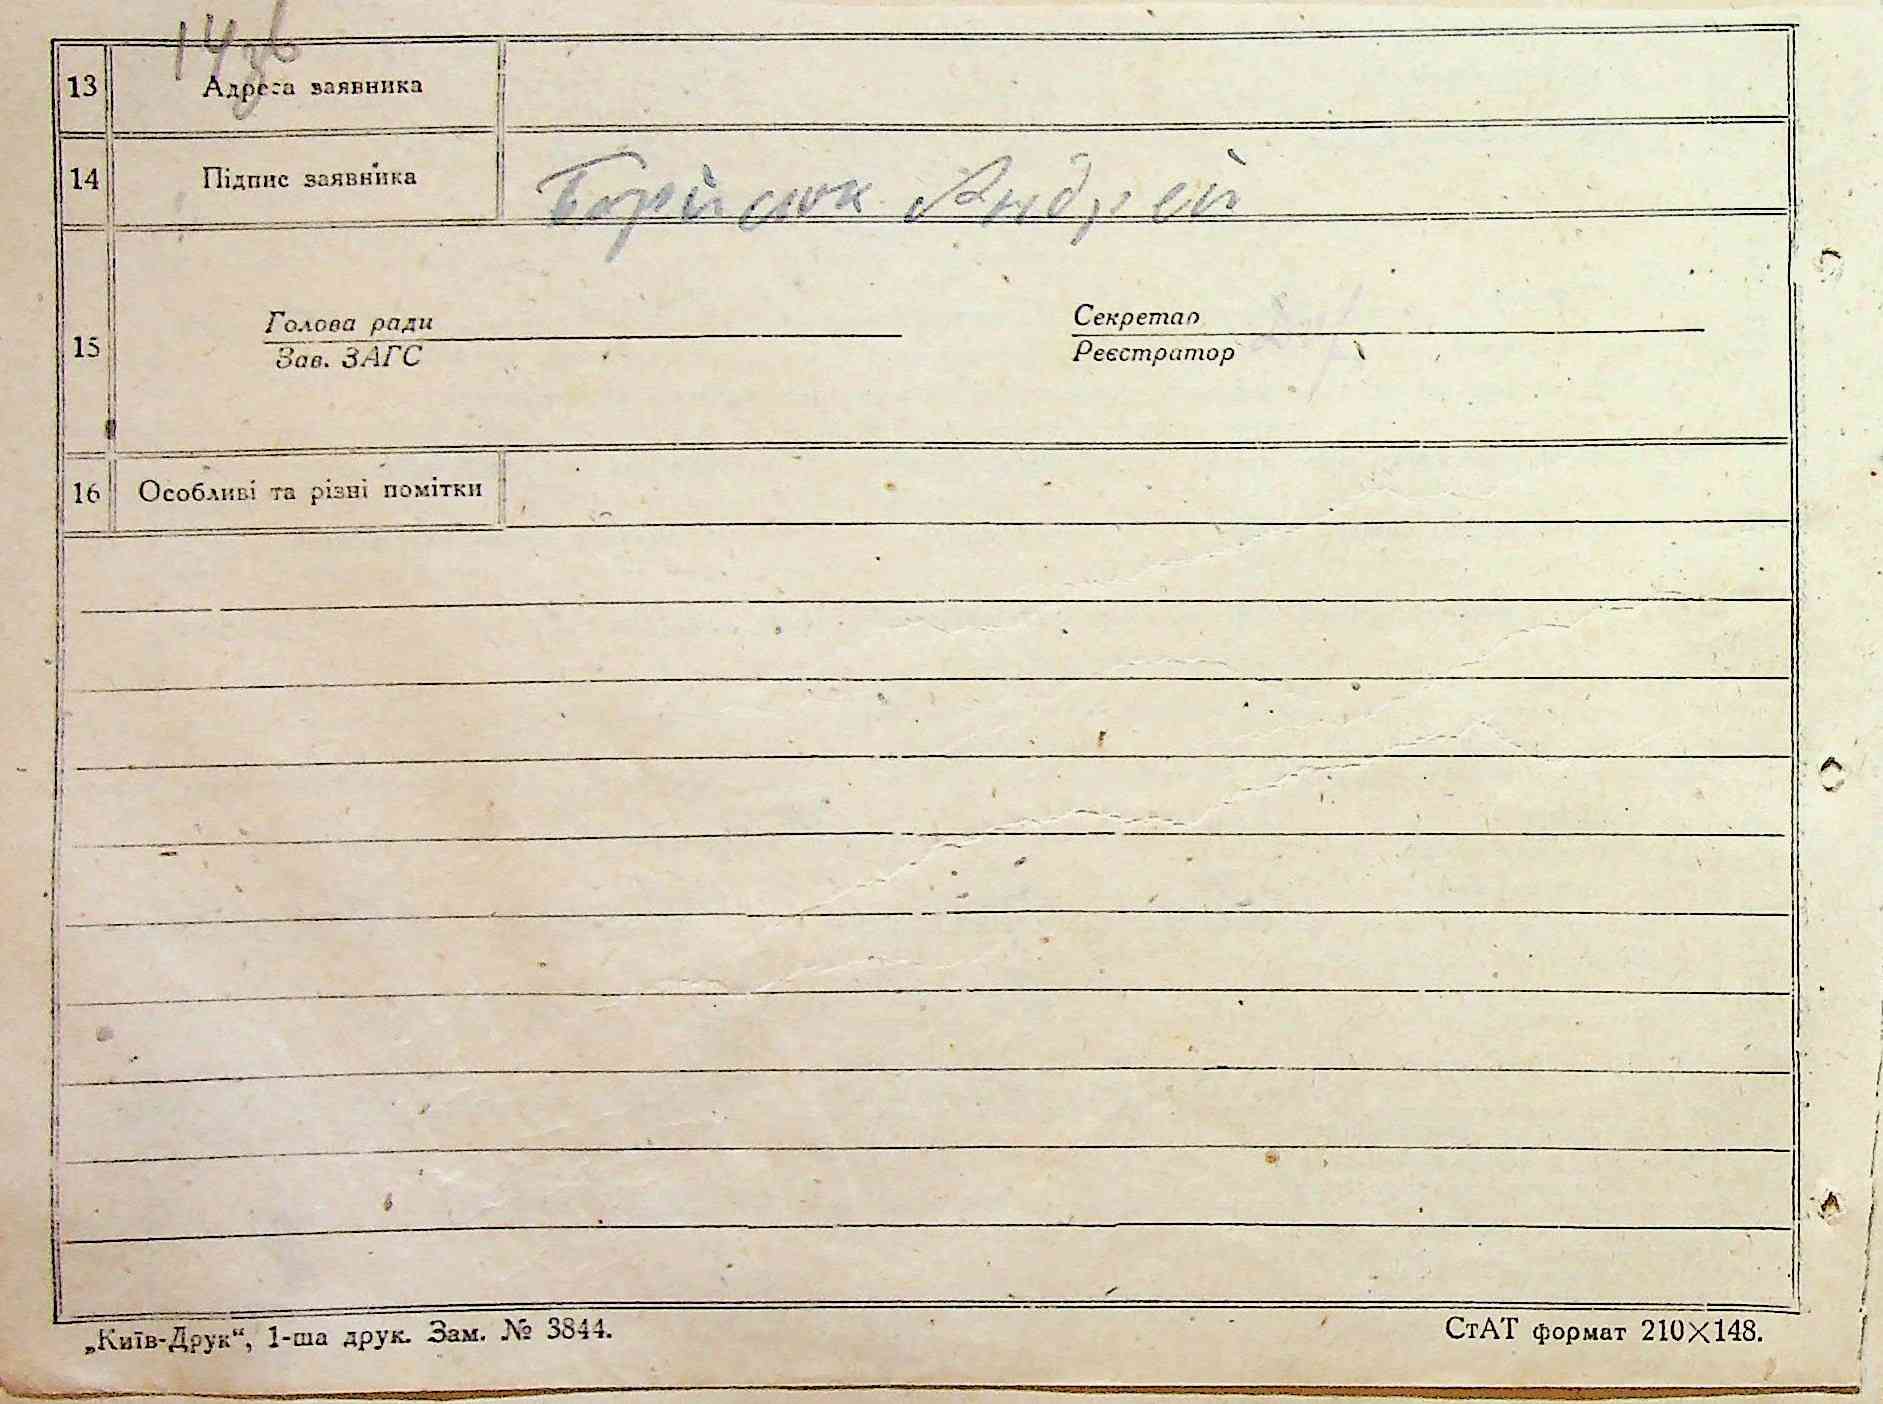 14зв
13 Адреса заявника
14 Підпис заявника Борисюк Андрей
Голова ради Секретар
15
Зав. ЗАГС Реєстратор
16 Особливі та різні помітки
„Київ-Друк“, 1-ша друк. Зам. № 3844. СтАТ формат 210×148.